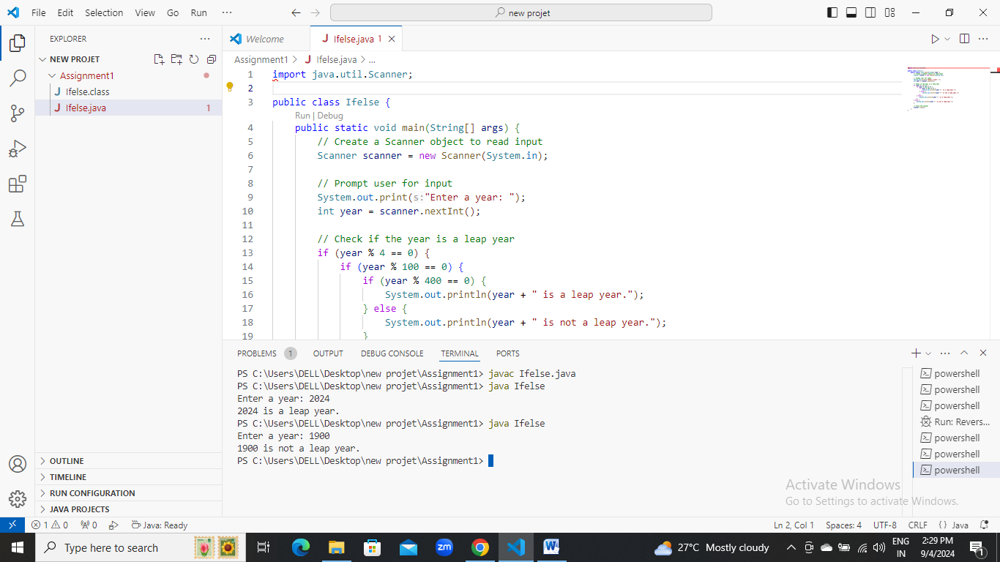 File Edit Selection View Go Run ··· new projet
EXPLORER ···
NEW PROJET
Assignment1
J Ifelse.class
J Ifelse.java 1
OUTLINE
TIMELINE
RUN CONFIGURATION
JAVA PROJECTS
Welcome J Ifelse.java 1 ×
Assignment1 > J Ifelse.java > ...
1 import java.util.Scanner;
2
3 public class Ifelse {
Run | Debug
4 public static void main(String[] args) {
5 // Create a Scanner object to read input
6 Scanner scanner = new Scanner(System.in);
7
8 // Prompt user for input
9 System.out.print(s:"Enter a year: ");
10 int year = scanner.nextInt();
11
12 // Check if the year is a leap year
13 if (year % 4 == 0) {
14 if (year % 100 == 0) {
15 if (year % 400 == 0) {
16 System.out.println(year + " is a leap year.");
17 } else {
18 System.out.println(year + " is not a leap year.");
19 }
PROBLEMS 1 OUTPUT DEBUG CONSOLE TERMINAL PORTS
PS C:\Users\DELL\Desktop\new projet\Assignment1> javac Ifelse.java
PS C:\Users\DELL\Desktop\new projet\Assignment1> java Ifelse
Enter a year: 2024
2024 is a leap year.
PS C:\Users\DELL\Desktop\new projet\Assignment1> java Ifelse
Enter a year: 1900
1900 is not a leap year.
PS C:\Users\DELL\Desktop\new projet\Assignment1>
powershell
powershell
powershell
Run: Revers...
powershell
powershell
powershell
Activate Windows
Go to Settings to activate Windows.
1 0 0 Java: Ready Ln 2, Col 1 Spaces: 4 UTF-8 CRLF {} Java
Type here to search zm W 27°C Mostly cloudy ENG IN 2:29 PM 9/4/2024 1